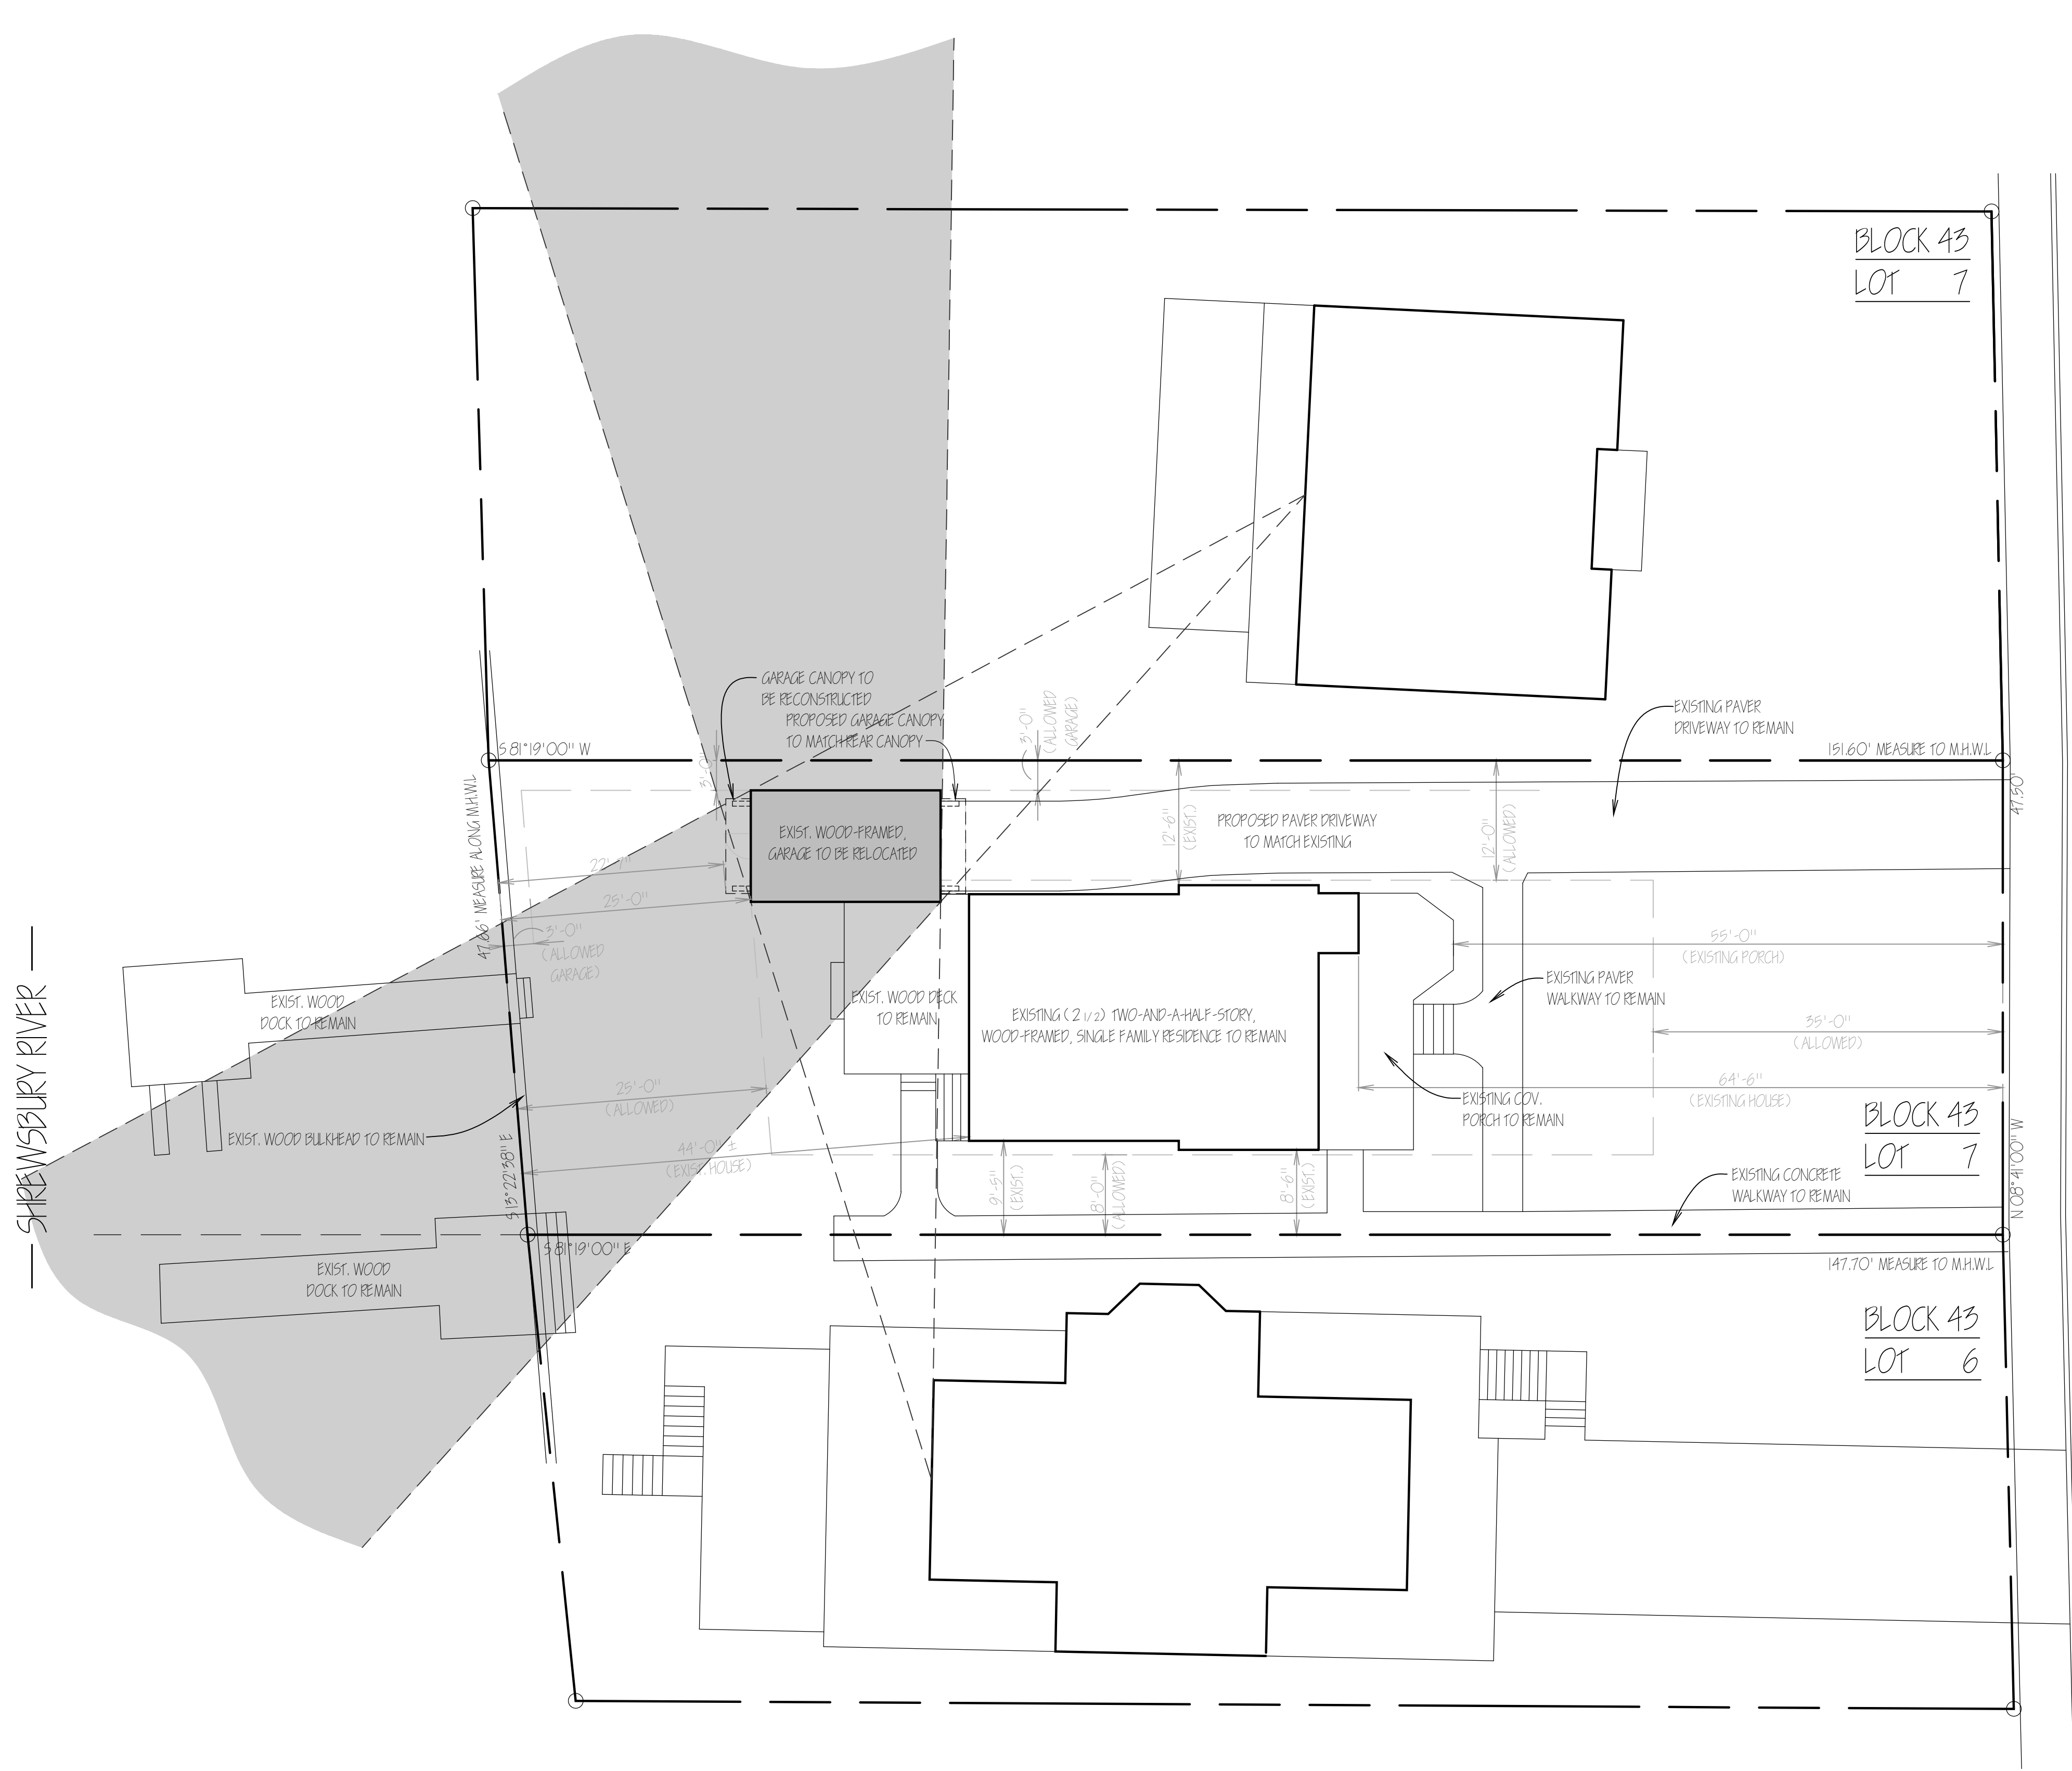 BLOCK 43
LOT 7
GARAGE CANOPY TO
BE RECONSTRUCTED
PROPOSED GARAGE CANOPY
TO MATCH REAR CANOPY
3'-0"
(ALLOWED
GARAGE)
EXISTING PAVER
DRIVEWAY TO REMAIN
S 81°19'00" W
151.60' MEASURE TO M.H.W.L
3'-0"
47.50'
47.66' MEASURE ALONG M.H.W.L
EXIST. WOOD-FRAMED,
GARAGE TO BE RELOCATED
12'-6"
(EXIST.)
PROPOSED PAVER DRIVEWAY
TO MATCH EXISTING
12'-0"
(ALLOWED)
22'-7"
25'-0"
3'-0"
(ALLOWED
GARAGE)
55'-0"
(EXISTING PORCH)
EXISTING PAVER
WALKWAY TO REMAIN
EXIST. WOOD
DOCK TO REMAIN
EXIST. WOOD DECK
TO REMAIN
EXISTING (2 1/2) TWO-AND-A-HALF-STORY,
WOOD-FRAMED, SINGLE FAMILY RESIDENCE TO REMAIN
35'-0"
(ALLOWED)
SHREWSBURY RIVER
25'-0"
(ALLOWED)
64'-6"
(EXISTING HOUSE)
EXISTING COV.
PORCH TO REMAIN
BLOCK 43
LOT 7
EXIST. WOOD BULKHEAD TO REMAIN
S 13°22'38" E
44'-0" ±
(EXIST. HOUSE)
9'-5"
(EXIST.)
8'-0"
(ALLOWED)
8'-6"
(EXIST.)
EXISTING CONCRETE
WALKWAY TO REMAIN
N 08°41'00" W
S 81°19'00" E
147.70' MEASURE TO M.H.W.L
EXIST. WOOD
DOCK TO REMAIN
BLOCK 43
LOT 6